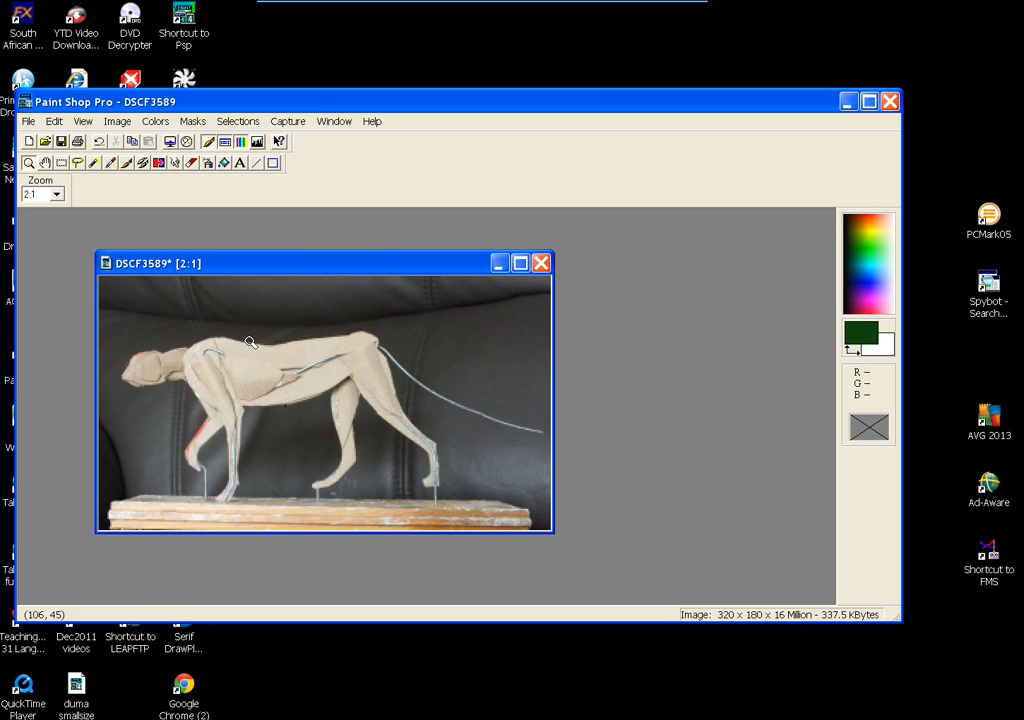 South
African ...
YTD Video
Downloa...
DVD
Decrypter
Shortcut to
Psp
Paint Shop Pro - DSCF3589
File Edit View Image Colors Masks Selections Capture Window Help
Zoom
2:1
DSCF3589* [2:1]
R -
G -
B -
(106, 45)
Image: 320 x 180 x 16 Million - 337.5 KBytes
PCMark05
Spybot -
Search...
AVG 2013
Ad-Aware
Shortcut to
FMS
Teaching...
31 Lang...
Dec2011
videos
Shortcut to
LEAPFTP
Serif
DrawPl...
QuickTime
Player
duma
smallsize
Google
Chrome (2)